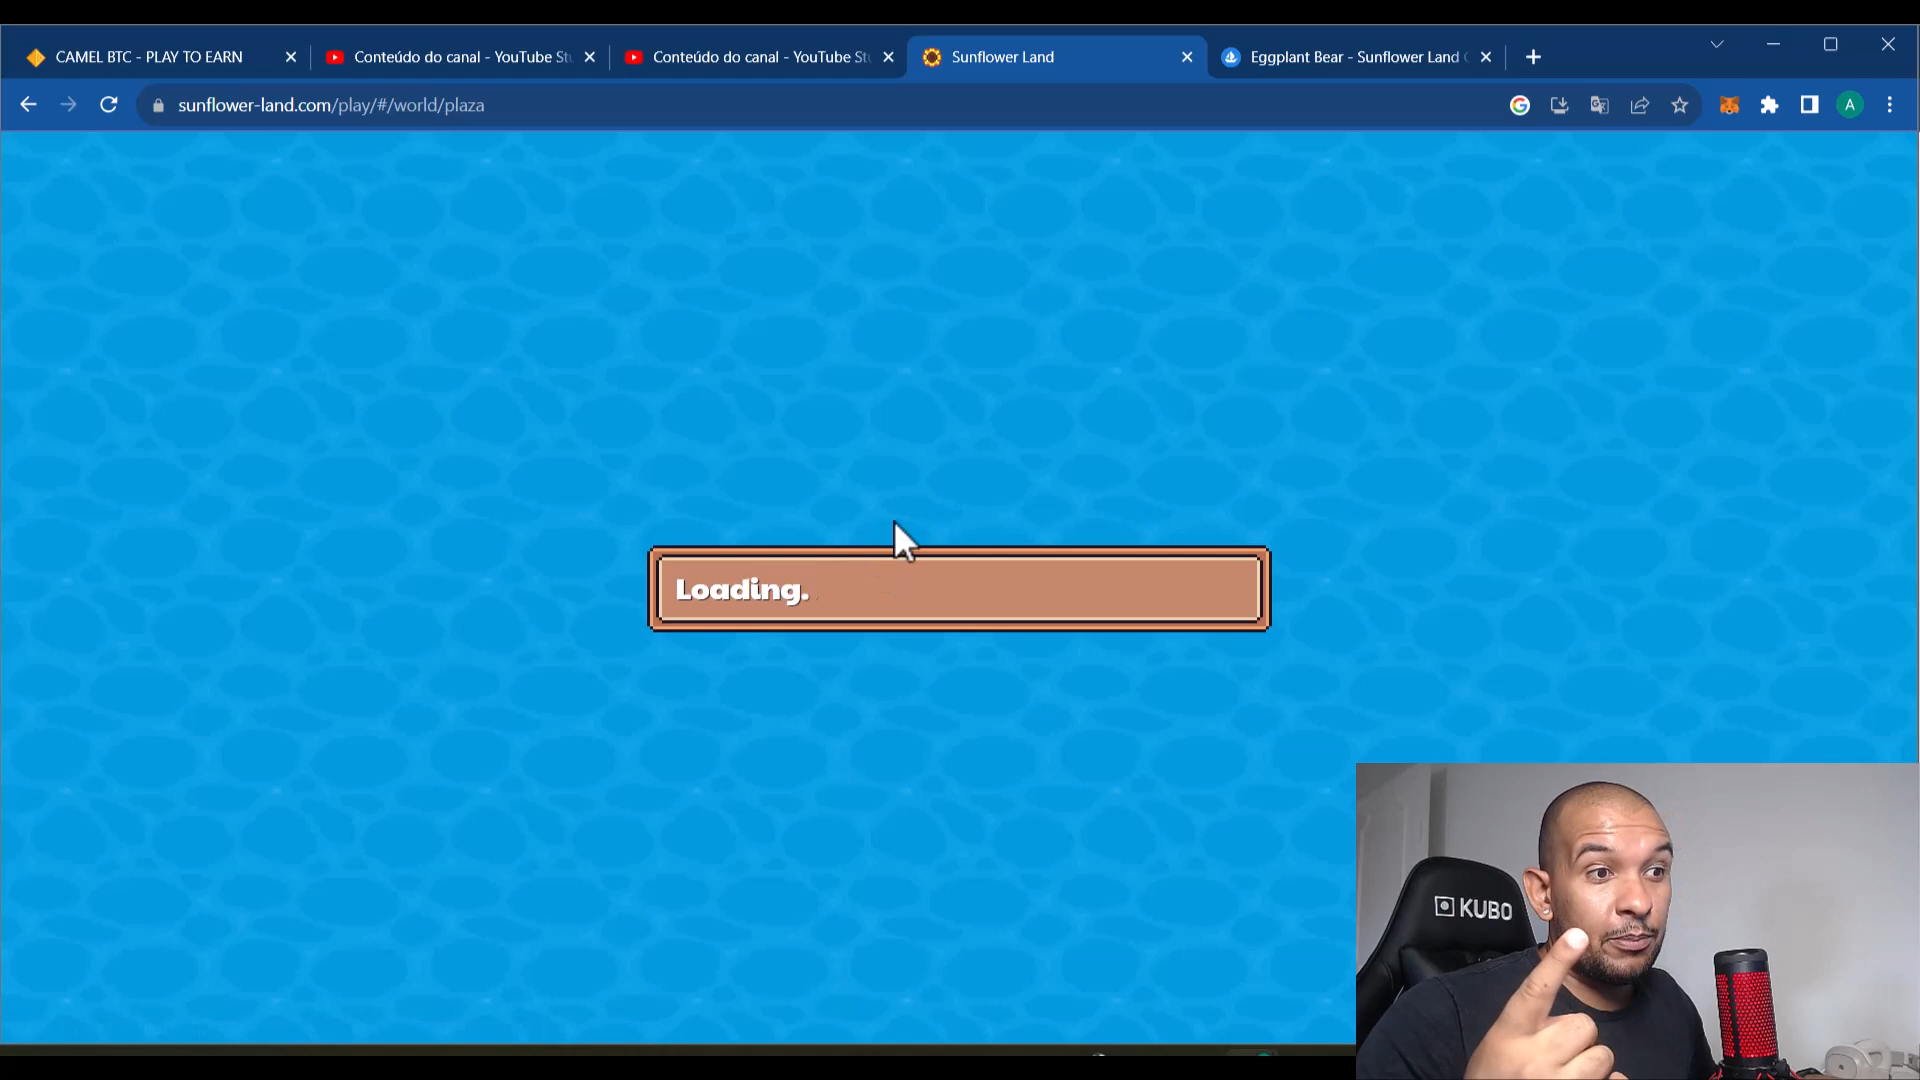 CAMEL BTC - PLAY TO EARN
Conteúdo do canal - YouTube St
Conteúdo do canal - YouTube St
Sunflower Land
Eggplant Bear - Sunflower Land
sunflower-land.com/play/#/world/plaza
A
Loading.
KUBO